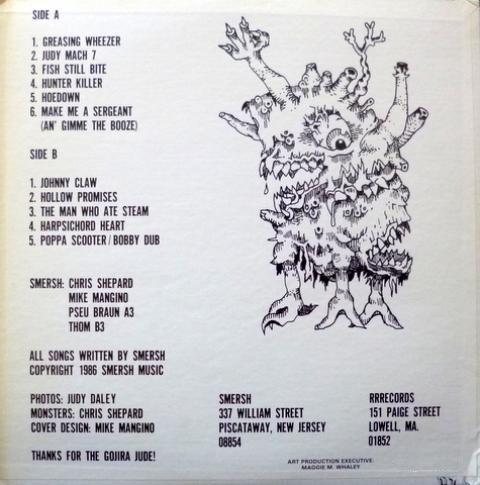 SIDE A
1. GREASING WHEEZER
2. JUDY MACH 7
3. FISH STILL BITE
4. HUNTER KILLER
5. HOEDOWN
6. MAKE ME A SERGEANT
(AN' GIMME THE BOOZE)
SIDE B
1. JOHNNY CLAW
2. HOLLOW PROMISES
3. THE MAN WHO ATE STEAM
4. HARPSICHORD HEART
5. POPPA SCOOTER/BOBBY DUB
SMERSH: CHRIS SHEPARD
MIKE MANGINO
PSEU BRAUN A3
THOM B3
ALL SONGS WRITTEN BY SMERSH
COPYRIGHT 1986 SMERSH MUSIC
PHOTOS: JUDY DALEY
MONSTERS: CHRIS SHEPARD
COVER DESIGN: MIKE MANGINO
THANKS FOR THE GOJIRA JUDE!
SMERSH
337 WILLIAM STREET
PISCATAWAY, NEW JERSEY
08854
RRRECORDS
151 PAIGE STREET
LOWELL, MA.
01852
ART PRODUCTION EXECUTIVE:
MAGGIE M. WHALEY